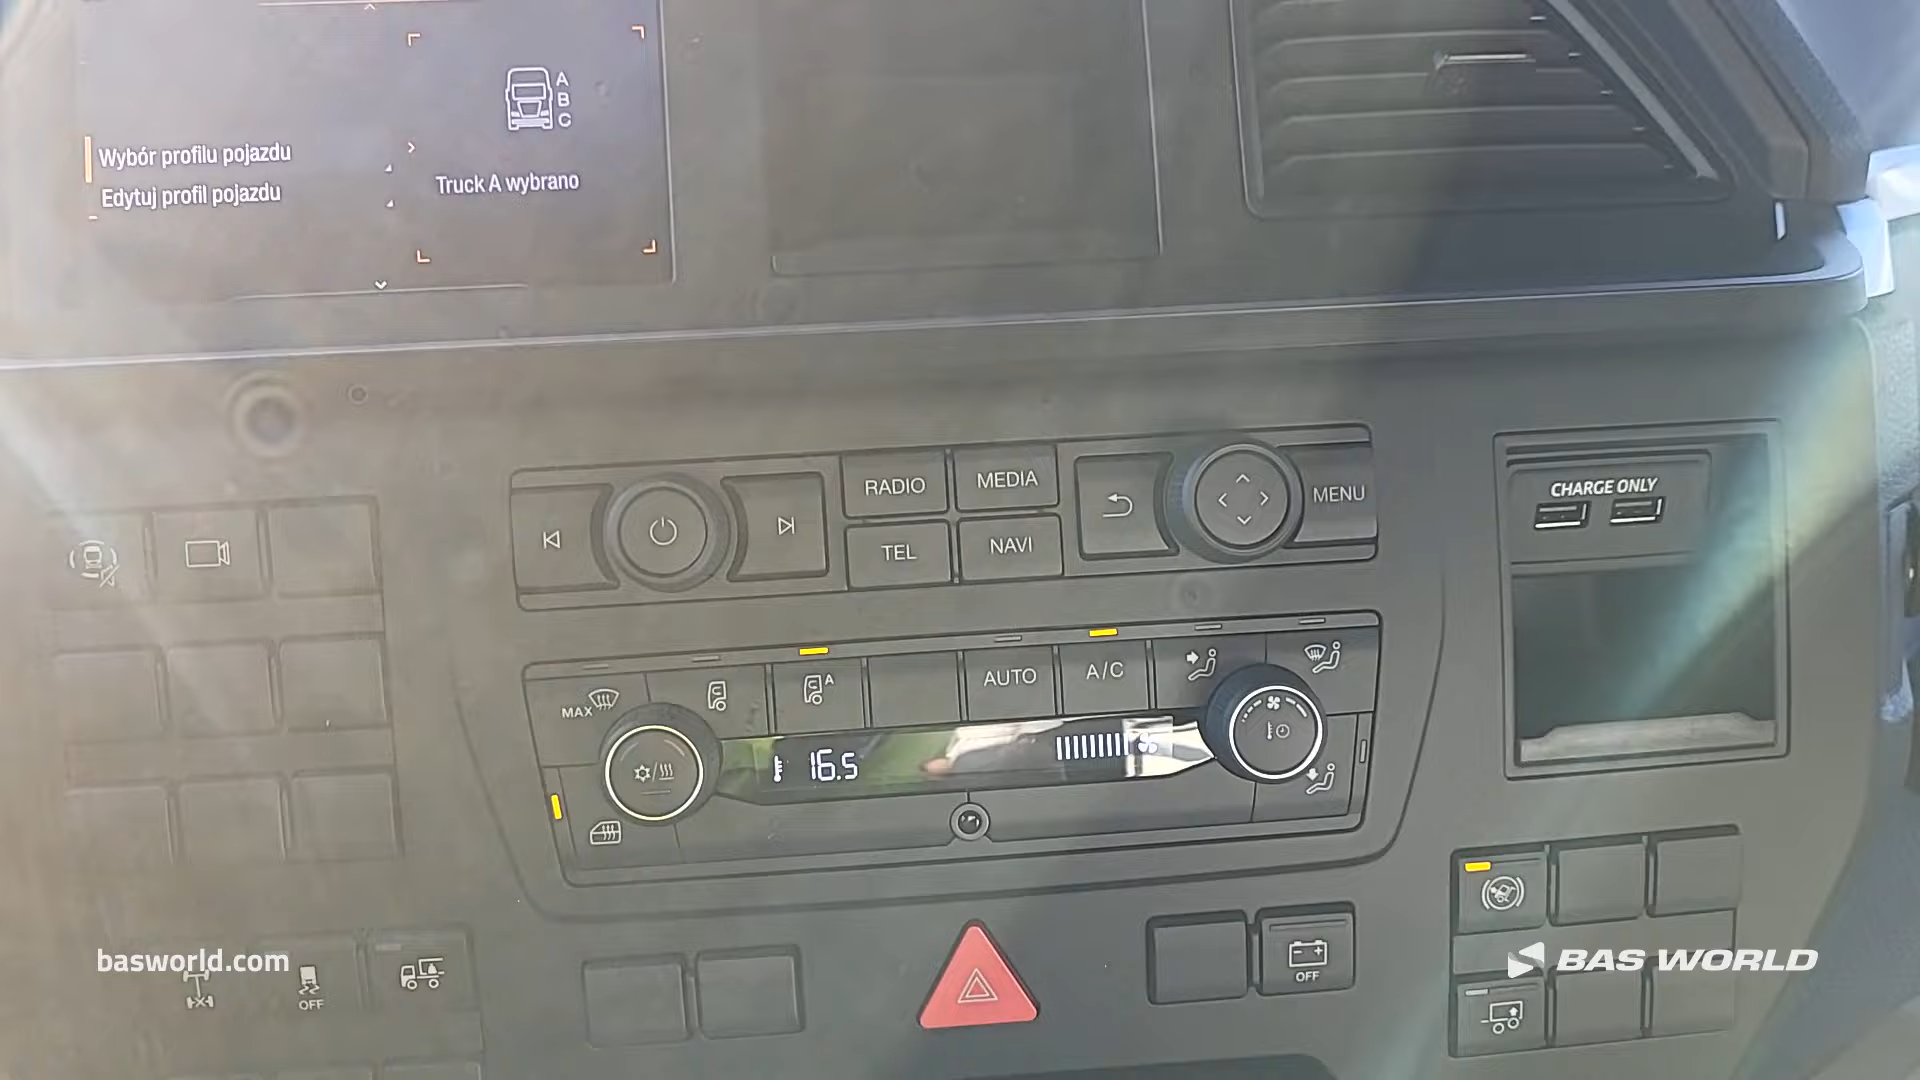 A
B
C
Wybór profilu pojazdu
Edytuj profil pojazdu
Truck A wybrano
RADIO
MEDIA
MENU
TEL
NAVI
CHARGE ONLY
MAX
A
AUTO
A/C
16.5
OFF
OFF
basworld.com
BAS WORLD